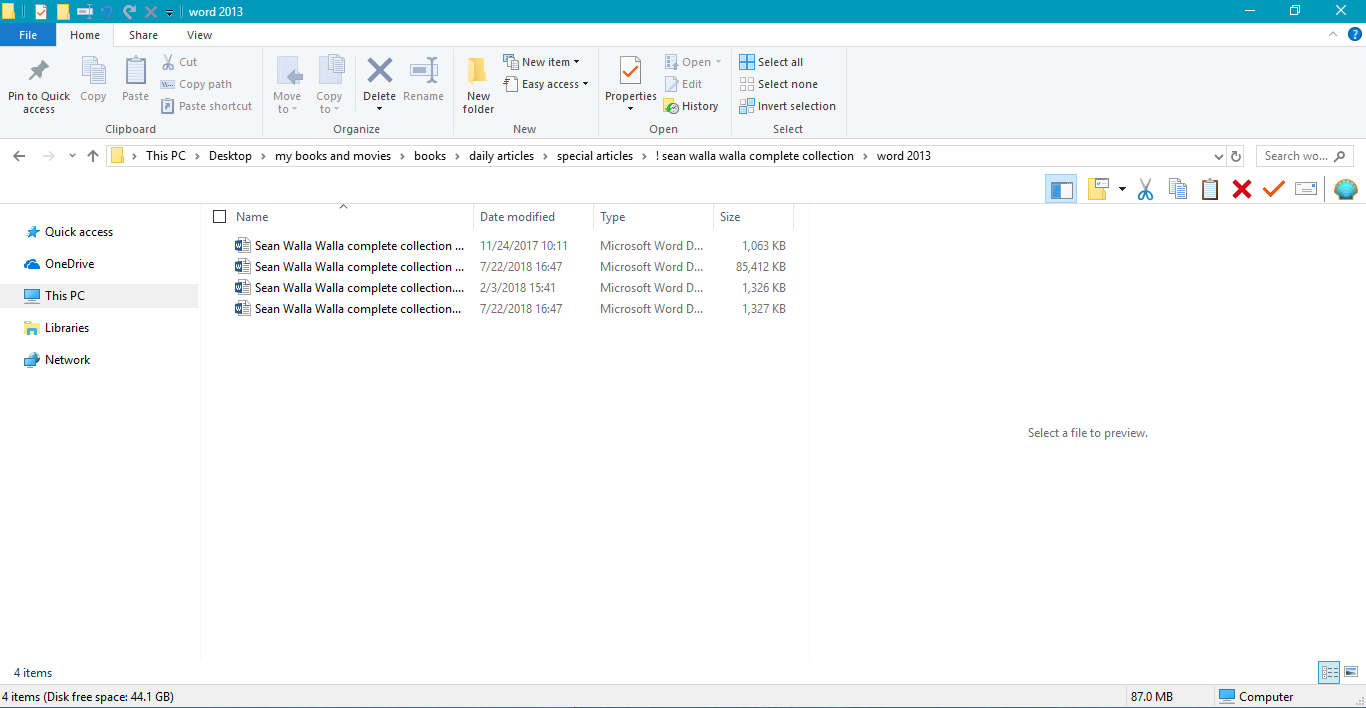 word 2013
File Home Share View
Pin to Quick access
Copy
Paste
Cut
Copy path
Paste shortcut
Clipboard
Move to
Copy to
Delete
Rename
Organize
New folder
New item
Easy access
New
Properties
Open
Edit
History
Open
Select all
Select none
Invert selection
Select
This PC > Desktop > my books and movies > books > daily articles > special articles > ! sean walla walla complete collection > word 2013
Search wo...
Name Date modified Type Size
Quick access
OneDrive
This PC
Libraries
Network
Sean Walla Walla complete collection ... 11/24/2017 10:11 Microsoft Word D... 1,063 KB
Sean Walla Walla complete collection ... 7/22/2018 16:47 Microsoft Word D... 85,412 KB
Sean Walla Walla complete collection.... 2/3/2018 15:41 Microsoft Word D... 1,326 KB
Sean Walla Walla complete collection... 7/22/2018 16:47 Microsoft Word D... 1,327 KB
Select a file to preview.
4 items
4 items (Disk free space: 44.1 GB) 87.0 MB Computer